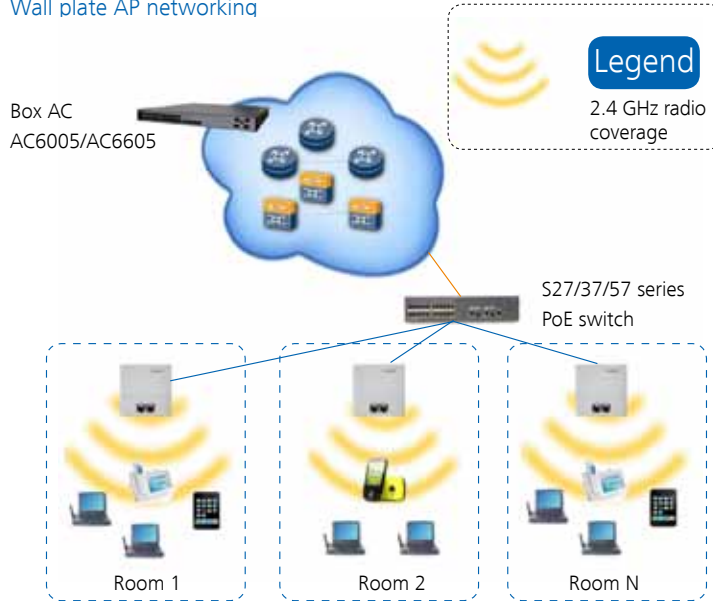 Wall plate AP networking
Legend
2.4 GHz radio
coverage
Box AC
AC6005/AC6605
S27/37/57 series
PoE switch
Room 1
Room 2
Room N